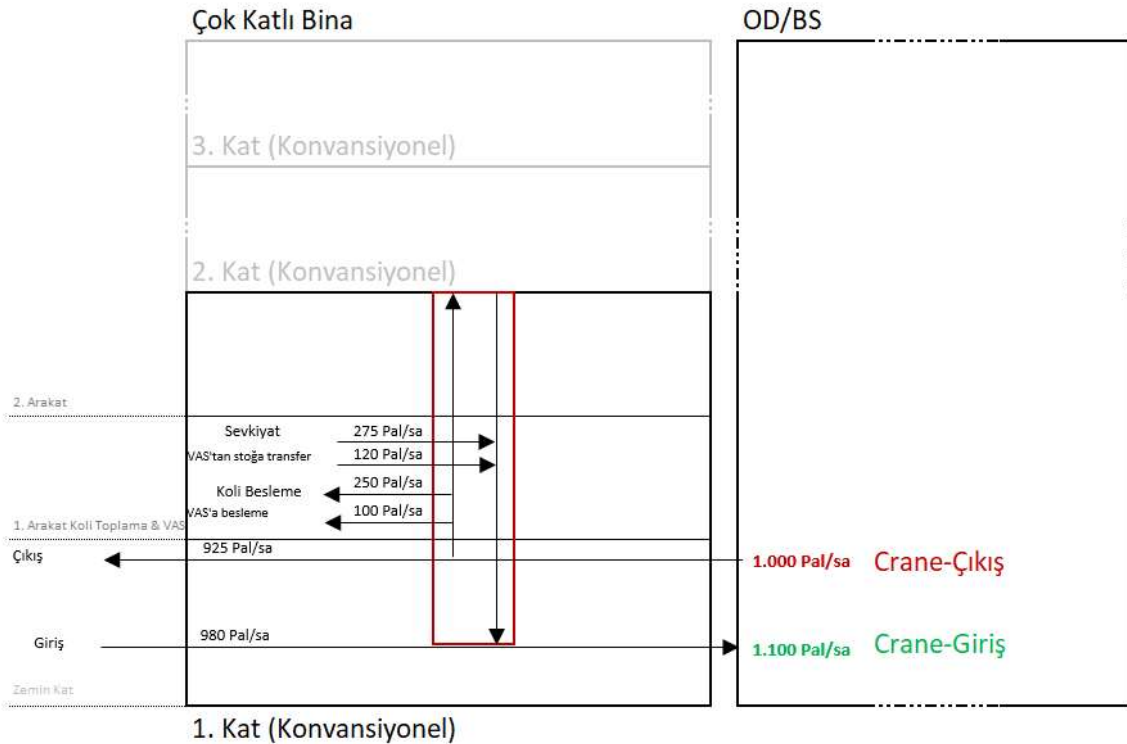 Çok Katlı Bina
OD/BS
3. Kat (Konvansiyonel)
2. Kat (Konvansiyonel)
2. Arakat
Sevkiyat 275 Pal/sa
VAS'tan stoğa transfer 120 Pal/sa
Koli Besleme 250 Pal/sa
VAS'a besleme 100 Pal/sa
1. Arakat Koli Toplama & VAS
Çıkış 925 Pal/sa 1.000 Pal/sa Crane-Çıkış
Giriş 980 Pal/sa 1.100 Pal/sa Crane-Giriş
Zemin Kat
1. Kat (Konvansiyonel)